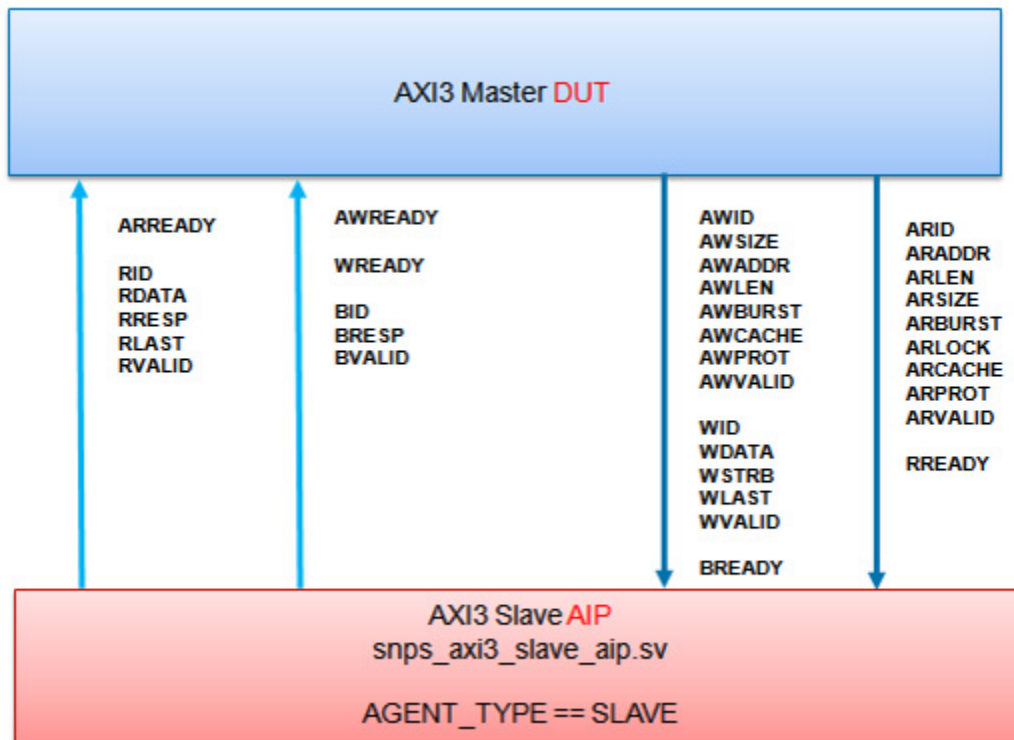 AXI3 Master DUT
ARREADY
RID
RDATA
RRESP
RLAST
RVALID
AWREADY
WREADY
BID
BRESP
BVALID
AWID
AWSIZE
AWADDR
AWLEN
AWBURST
AWCACHE
AWPROT
AWVALID
WID
WDATA
WSTRB
WLAST
WVALID
BREADY
ARID
ARADDR
ARLEN
ARSIZE
ARBURST
ARLOCK
ARCACHE
ARPROT
ARVALID
RREADY
AXI3 Slave AIP
snps_axi3_slave_aip.sv
AGENT_TYPE == SLAVE